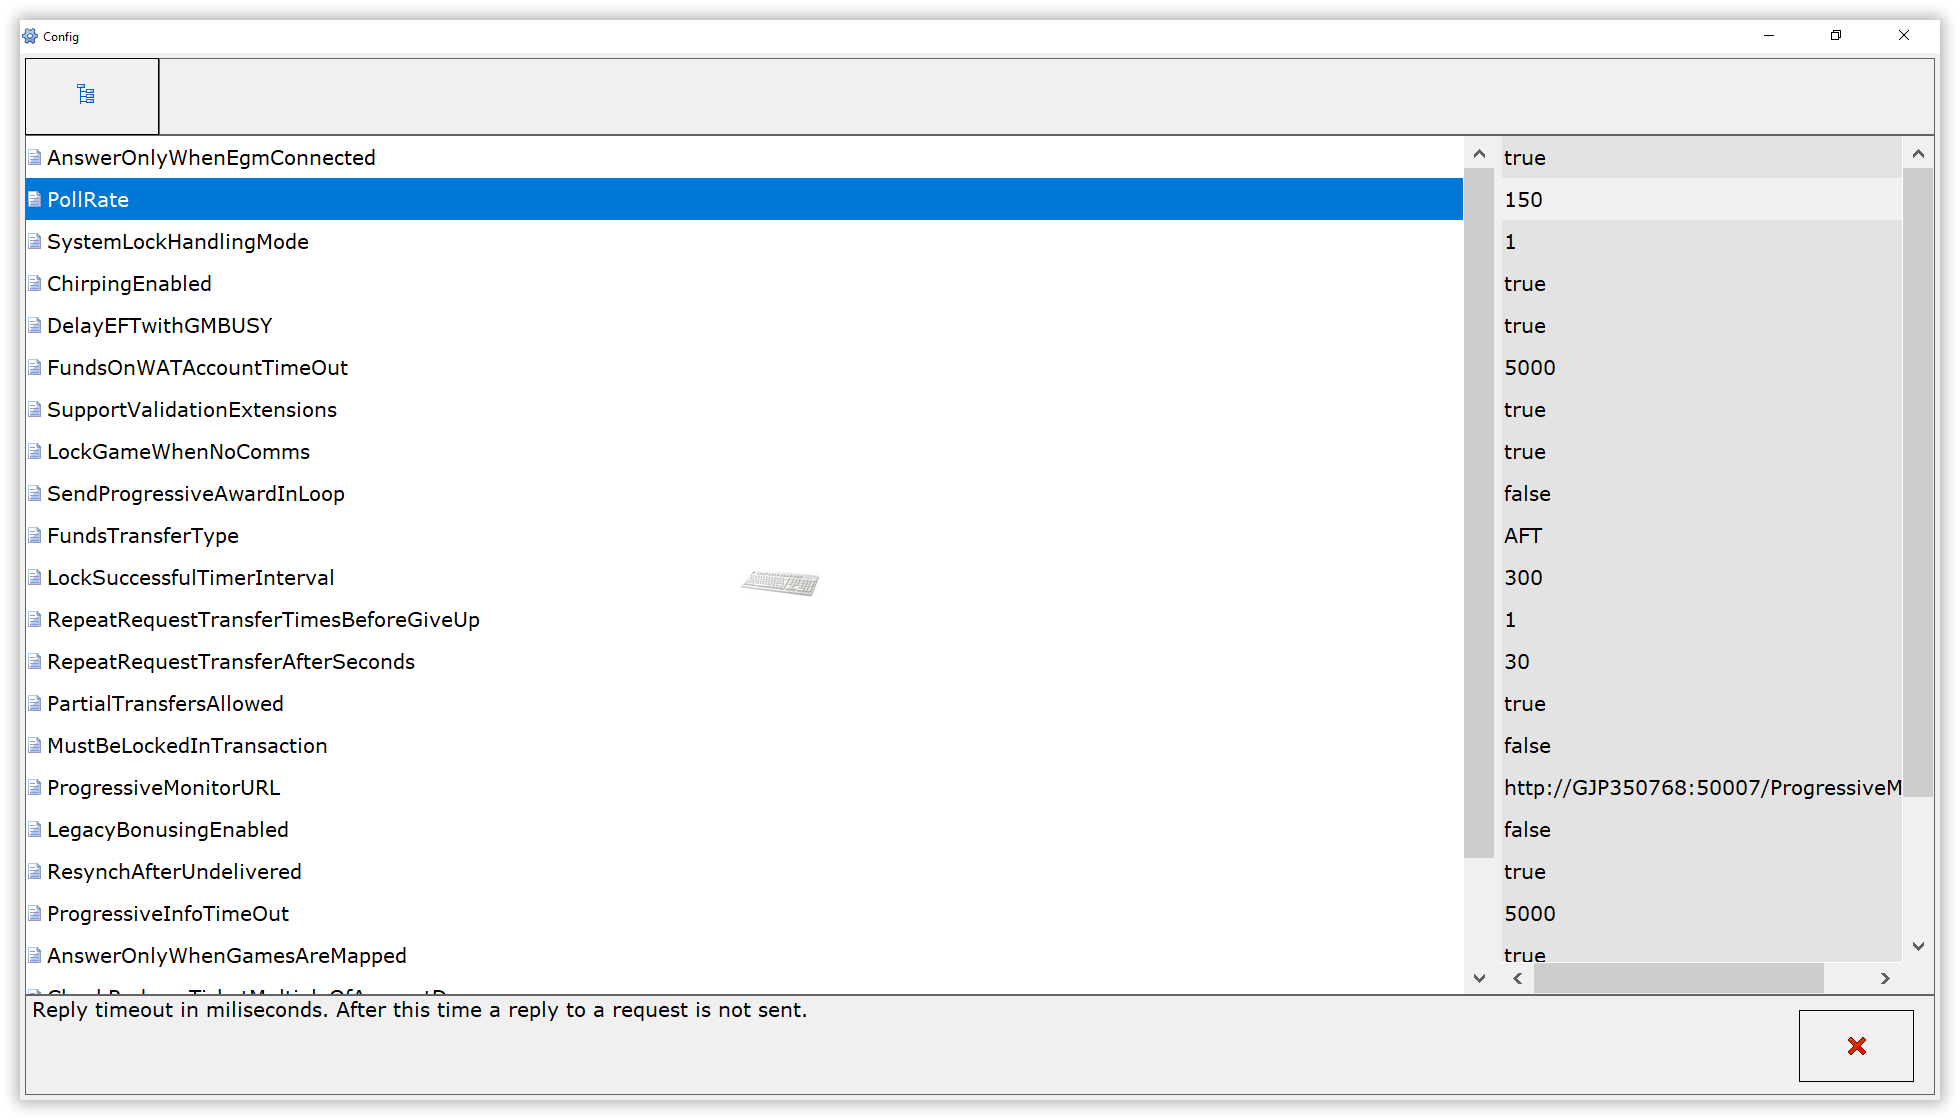 Config
AnswerOnlyWhenEgmConnected true
PollRate 150
SystemLockHandlingMode 1
ChirpingEnabled true
DelayEFTwithGMBUSY true
FundsOnWATAccountTimeOut 5000
SupportValidationExtensions true
LockGameWhenNoComms true
SendProgressiveAwardInLoop false
FundsTransferType AFT
LockSuccessfulTimerInterval 300
RepeatRequestTransferTimesBeforeGiveUp 1
RepeatRequestTransferAfterSeconds 30
PartialTransfersAllowed true
MustBeLockedInTransaction false
ProgressiveMonitorURL http://GJP350768:50007/ProgressiveM
LegacyBonusingEnabled false
ResynchAfterUndelivered true
ProgressiveInfoTimeOut 5000
AnswerOnlyWhenGamesAreMapped true
Reply timeout in miliseconds. After this time a reply to a request is not sent.